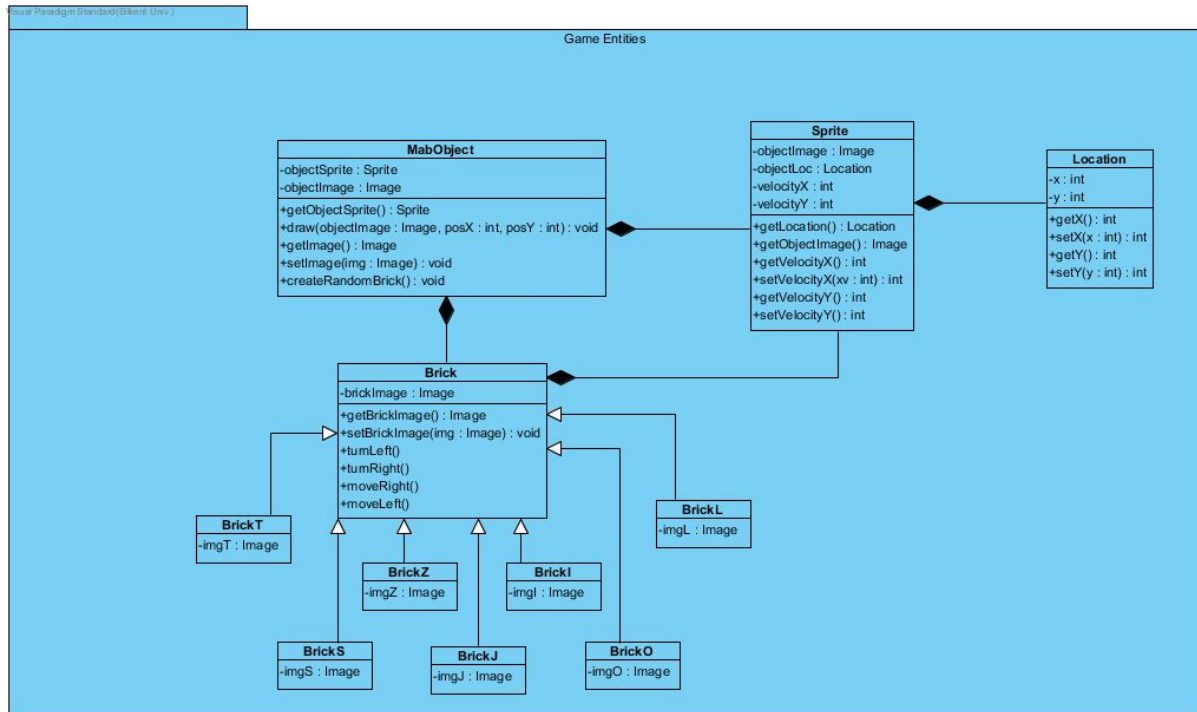 Visual Paradigm Standard(Bilkent Univ.)
Game Entities
MabObject
-objectSprite : Sprite
-objectImage : Image
+getObjectSprite() : Sprite
+draw(objectImage : Image, posX : int, posY : int) : void
+getImage() : Image
+setImage(img : Image) : void
+createRandomBrick() : void
Sprite
-objectImage : Image
-objectLoc : Location
-velocityX : int
-velocityY : int
+getLocation() : Location
+getObjectImage() : Image
+getVelocityX() : int
+setVelocityX(xv : int) : int
+getVelocityY() : int
+setVelocityY() : int
Location
-x : int
-y : int
+getX() : int
+setX(x : int) : int
+getY() : int
+setY(y : int) : int
Brick
-brickImage : Image
+getBrickImage() : Image
+setBrickImage(img : Image) : void
+turnLeft()
+turnRight()
+moveRight()
+moveLeft()
BrickT
-imgT : Image
BrickL
-imgL : Image
BrickZ
-imgZ : Image
BrickI
-imgI : Image
BrickS
-imgS : Image
BrickJ
-imgJ : Image
BrickO
-imgO : Image